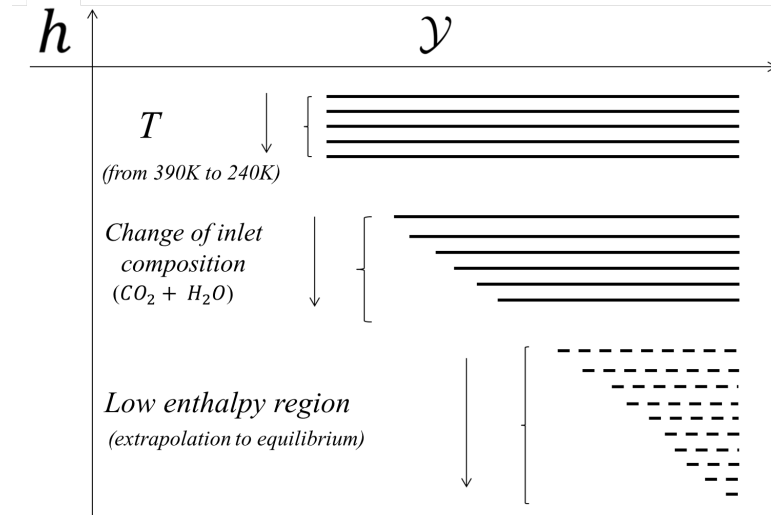 h
𝒴
T
(from 390K to 240K)
Change of inlet
composition
(CO₂ + H₂O)
Low enthalpy region
(extrapolation to equilibrium)